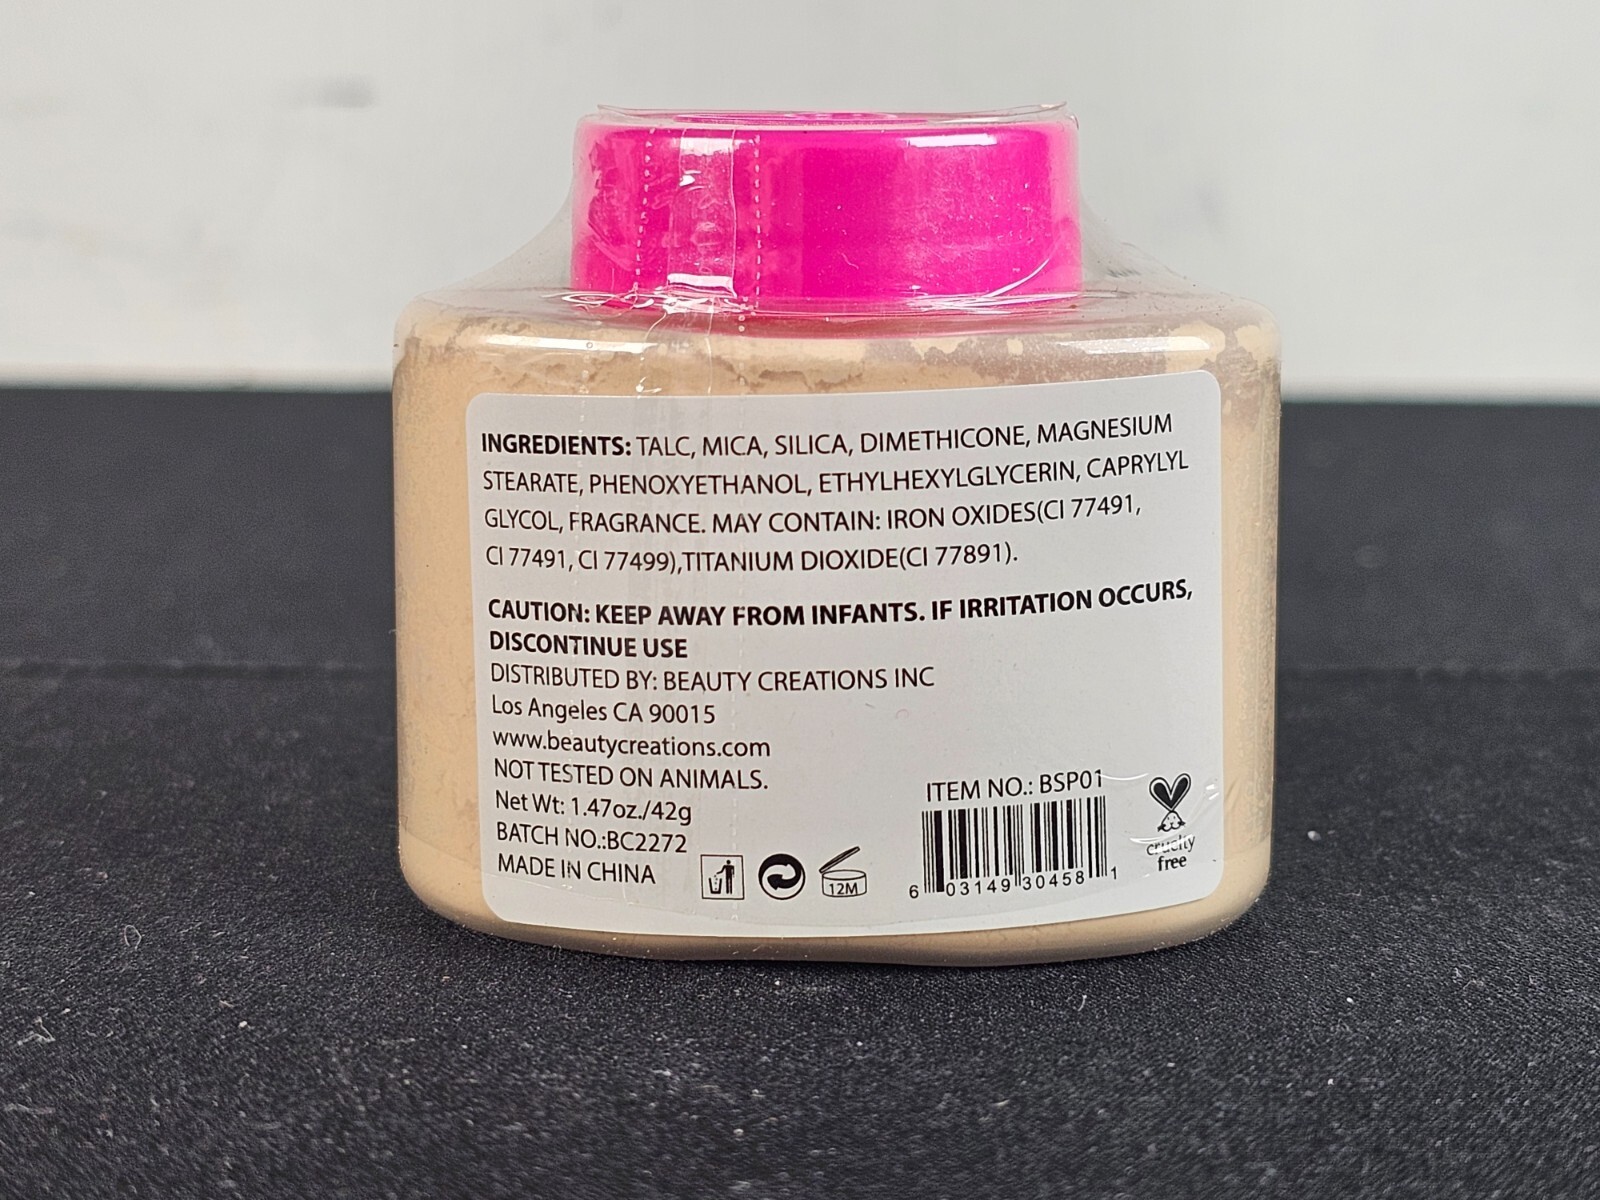 INGREDIENTS: TALC, MICA, SILICA, DIMETHICONE, MAGNESIUM
STEARATE, PHENOXYETHANOL, ETHYLHEXYLGLYCERIN, CAPRYLYL
GLYCOL, FRAGRANCE. MAY CONTAIN: IRON OXIDES(CI 77491,
CI 77491, CI 77499),TITANIUM DIOXIDE(CI 77891).
CAUTION: KEEP AWAY FROM INFANTS. IF IRRITATION OCCURS,
DISCONTINUE USE
DISTRIBUTED BY: BEAUTY CREATIONS INC
Los Angeles CA 90015
www.beautycreations.com
NOT TESTED ON ANIMALS.
Net Wt: 1.47oz./42g
BATCH NO.:BC2272
MADE IN CHINA
12M
ITEM NO.: BSP01
6 03149 30458 1
cruelty
free